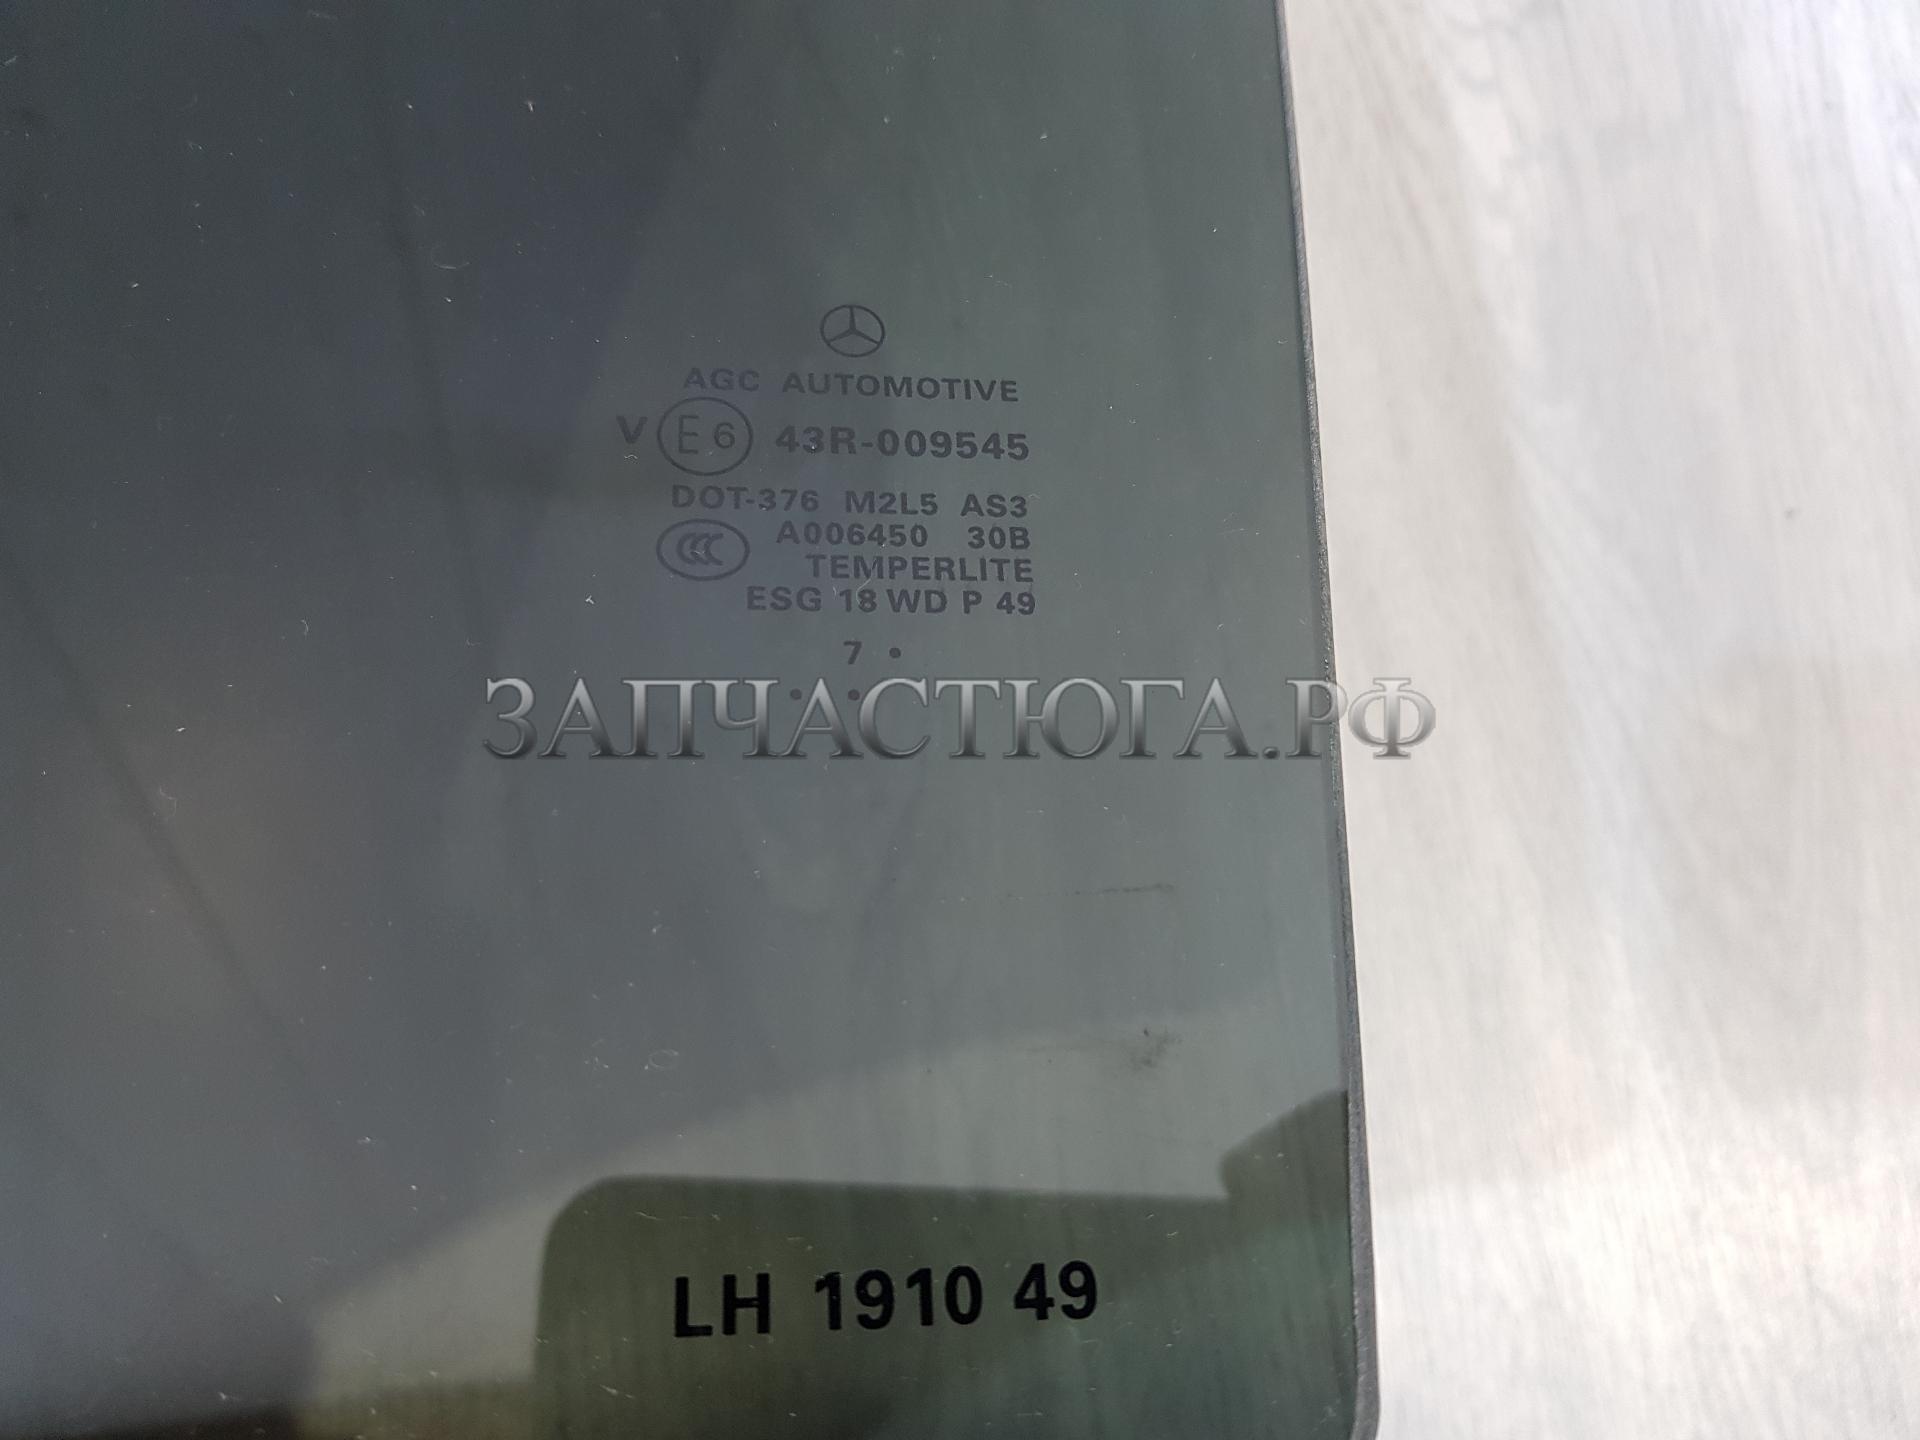 AGC AUTOMOTIVE
V E6 43R-009545
DOT-376 M2L5 AS3
CCC A006450 30B
TEMPERLITE
ESG 18 WD P 49
7 •
• •
ЗАПЧАСТЮГА.РФ
LH 1910 49